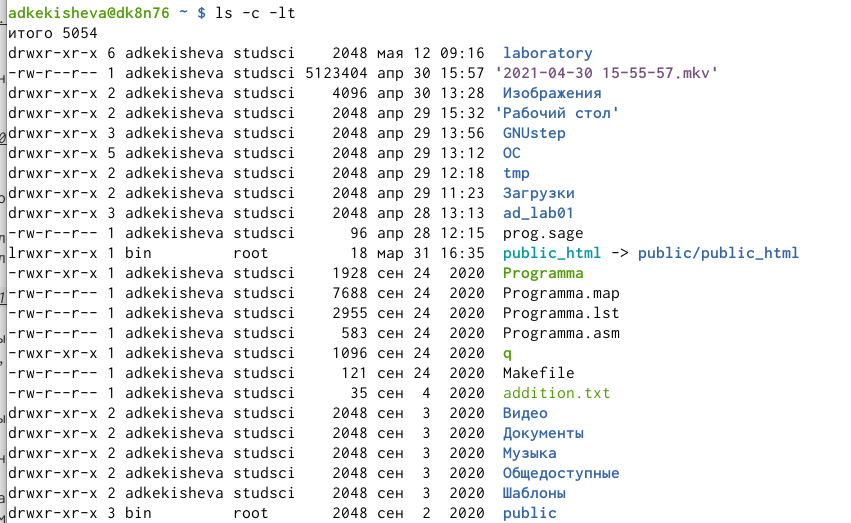 adkekisheva@dk8n76 ~ $ ls -c -lt
итого 5054
drwxr-xr-x 6 adkekisheva studsci    2048 мая 12 09:16  laboratory
-rw-r--r-- 1 adkekisheva studsci 5123404 апр 30 15:57 '2021-04-30 15-55-57.mkv'
drwxr-xr-x 2 adkekisheva studsci    4096 апр 30 13:28  Изображения
drwxr-xr-x 2 adkekisheva studsci    2048 апр 29 15:32 'Рабочий стол'
drwxr-xr-x 3 adkekisheva studsci    2048 апр 29 13:56  GNUstep
drwxr-xr-x 5 adkekisheva studsci    2048 апр 29 13:12  ОС
drwxr-xr-x 2 adkekisheva studsci    2048 апр 29 12:18  tmp
drwxr-xr-x 2 adkekisheva studsci    2048 апр 29 11:23  Загрузки
drwxr-xr-x 3 adkekisheva studsci    2048 апр 28 13:13  ad_lab01
-rw-r--r-- 1 adkekisheva studsci      96 апр 28 12:15  prog.sage
lrwxr-xr-x 1 bin         root         18 мар 31 16:35  public_html -> public/public_html
-rwxr-xr-x 1 adkekisheva studsci    1928 сен 24  2020  Programma
-rw-r--r-- 1 adkekisheva studsci    7688 сен 24  2020  Programma.map
-rw-r--r-- 1 adkekisheva studsci    2955 сен 24  2020  Programma.lst
-rw-r--r-- 1 adkekisheva studsci     583 сен 24  2020  Programma.asm
-rwxr-xr-x 1 adkekisheva studsci    1096 сен 24  2020  q
-rw-r--r-- 1 adkekisheva studsci     121 сен 24  2020  Makefile
-rw-r--r-- 1 adkekisheva studsci      35 сен  4  2020  addition.txt
drwxr-xr-x 2 adkekisheva studsci    2048 сен  3  2020  Видео
drwxr-xr-x 2 adkekisheva studsci    2048 сен  3  2020  Документы
drwxr-xr-x 2 adkekisheva studsci    2048 сен  3  2020  Музыка
drwxr-xr-x 2 adkekisheva studsci    2048 сен  3  2020  Общедоступные
drwxr-xr-x 2 adkekisheva studsci    2048 сен  3  2020  Шаблоны
drwxr-xr-x 3 bin         root       2048 сен  2  2020  public